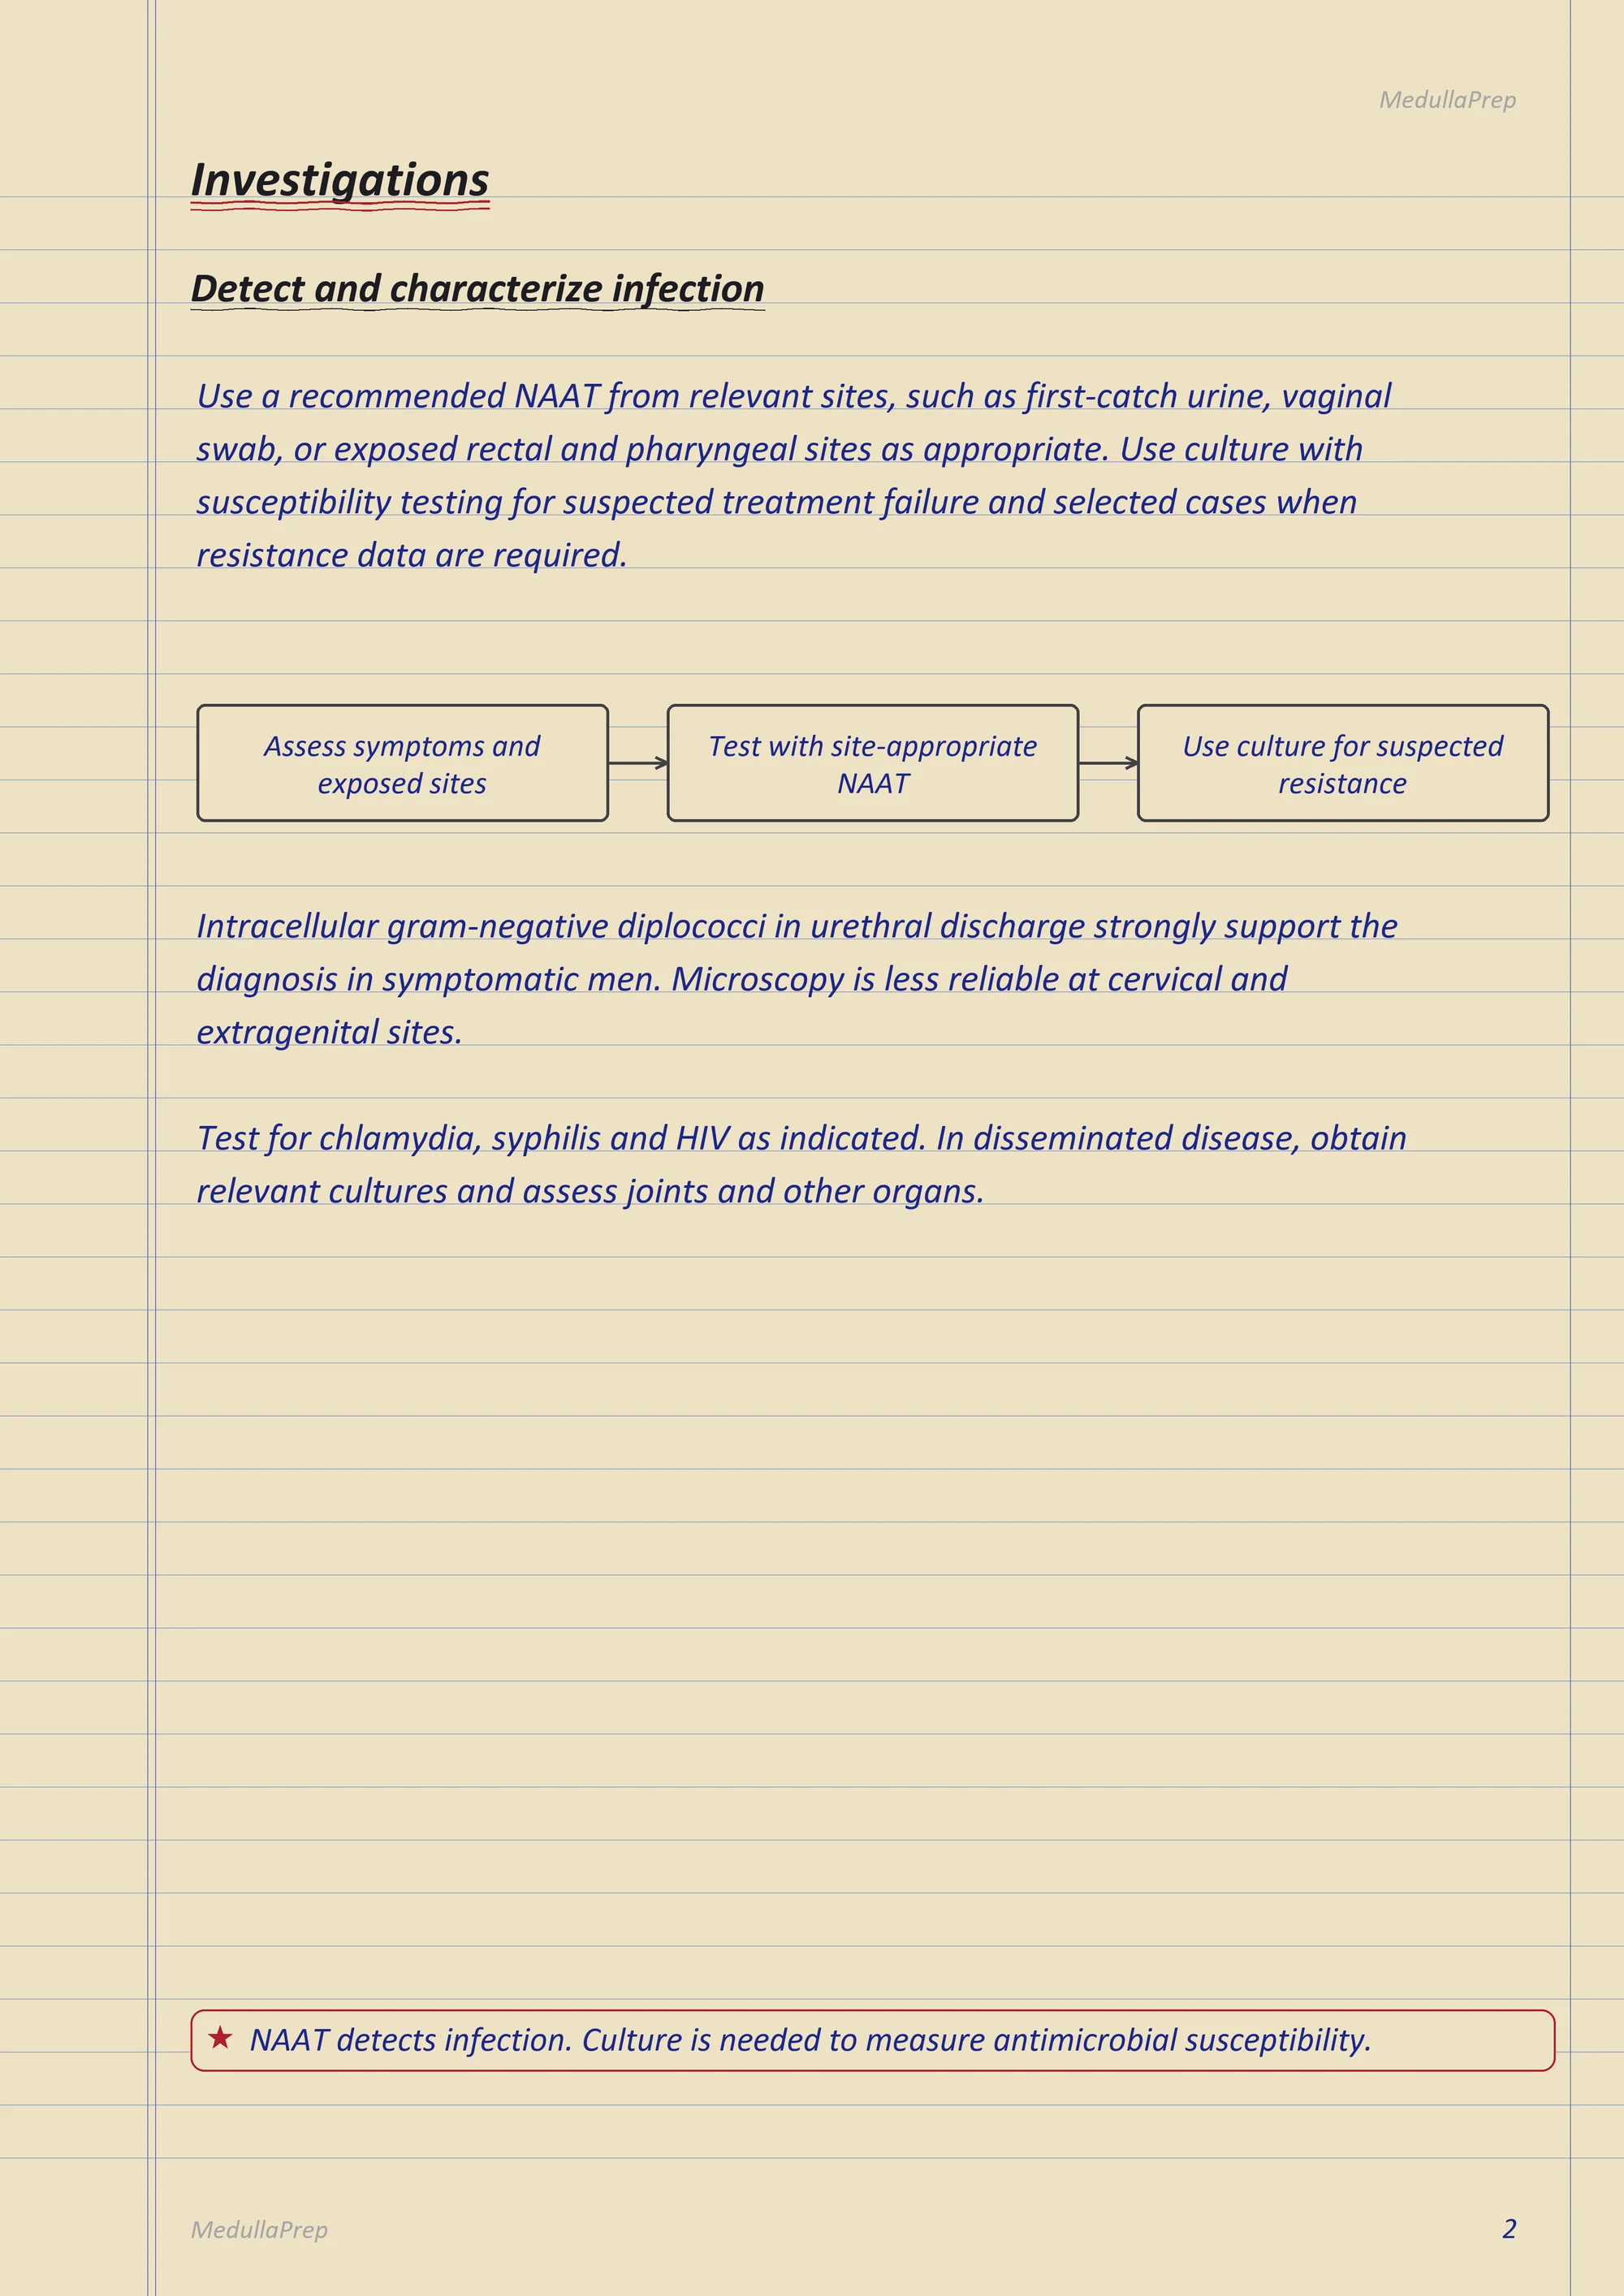 MedullaPrep
Investigations
Detect and characterize infection
Use a recommended NAAT from relevant sites, such as first-catch urine, vaginal
swab, or exposed rectal and pharyngeal sites as appropriate. Use culture with
susceptibility testing for suspected treatment failure and selected cases when
resistance data are required.
Assess symptoms and
exposed sites
Test with site-appropriate
NAAT
Use culture for suspected
resistance
Intracellular gram-negative diplococci in urethral discharge strongly support the
diagnosis in symptomatic men. Microscopy is less reliable at cervical and
extragenital sites.
Test for chlamydia, syphilis and HIV as indicated. In disseminated disease, obtain
relevant cultures and assess joints and other organs.
★ NAAT detects infection. Culture is needed to measure antimicrobial susceptibility.
MedullaPrep
2